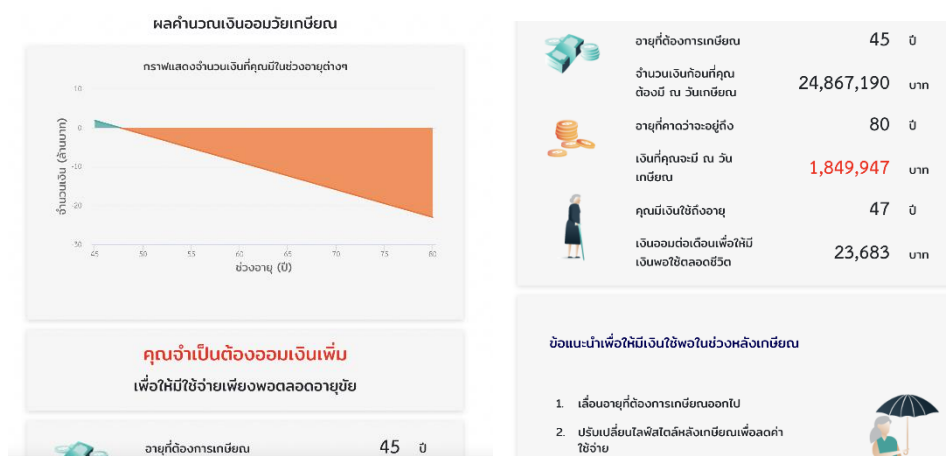 ผลคำนวณเงินออมวัยเกษียณ
กราฟแสดงจำนวนเงินที่คุณมีในช่วงอายุต่างๆ
จำนวนเงิน (ล้านบาท)
10
0
-10
-20
30
45
50
55
60
65
70
75
80
ช่วงอายุ (ปี)
คุณจำเป็นต้องออมเงินเพิ่ม
เพื่อให้มีใช้จ่ายเพียงพอตลอดอายุขัย
อายุที่ต้องการเกษียณ 45 ปี
อายุที่ต้องการเกษียณ 45 ปี
จำนวนเงินก้อนที่คุณ
ต้องมี ณ วันเกษียณ 24,867,190 บาท
อายุที่คาดว่าจะอยู่ถึง 80 ปี
เงินที่คุณจะมี ณ วัน
เกษียณ 1,849,947 บาท
คุณมีเงินใช้ถึงอายุ 47 ปี
เงินออมต่อเดือนเพื่อให้มี
เงินพอใช้ตลอดชีวิต 23,683 บาท
ข้อแนะนำเพื่อให้มีเงินใช้พอในช่วงหลังเกษียณ
1. เลื่อนอายุที่ต้องการเกษียณออกไป
2. ปรับเปลี่ยนไลฟ์สไตล์หลังเกษียณเพื่อลดค่า
ใช้จ่าย